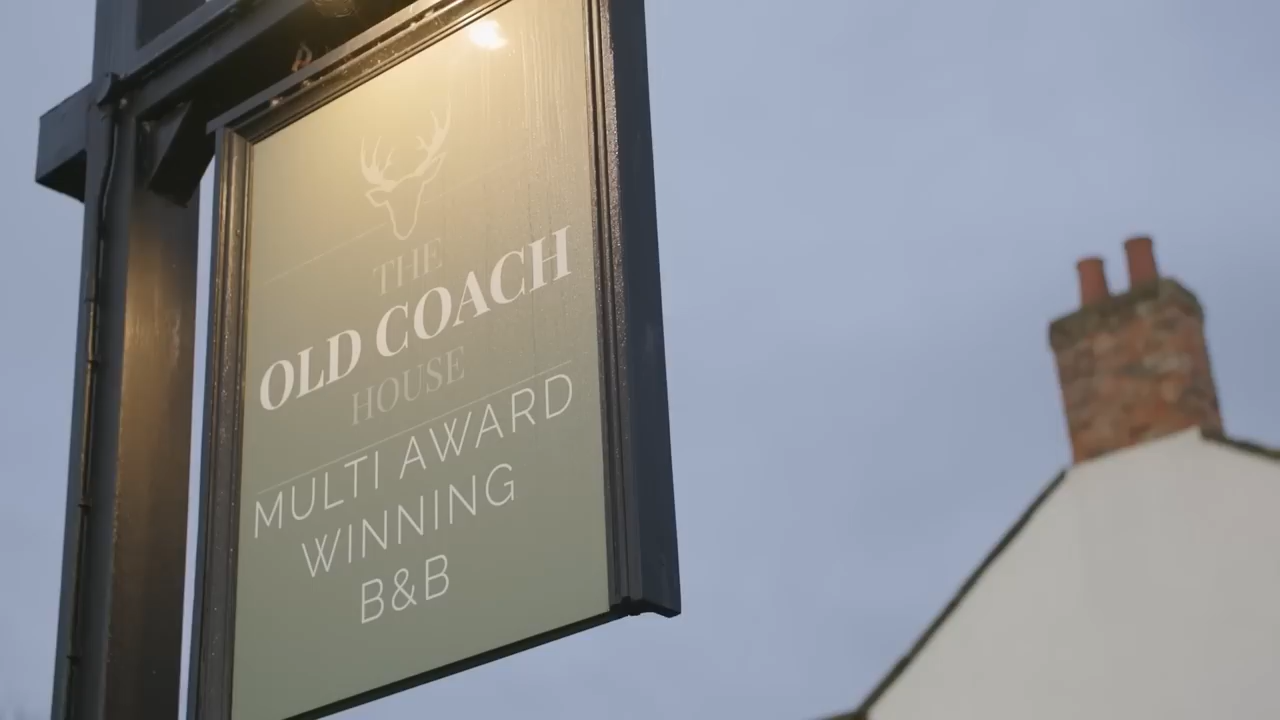 THE
OLD COACH
HOUSE
MULTI AWARD
WINNING
B&B